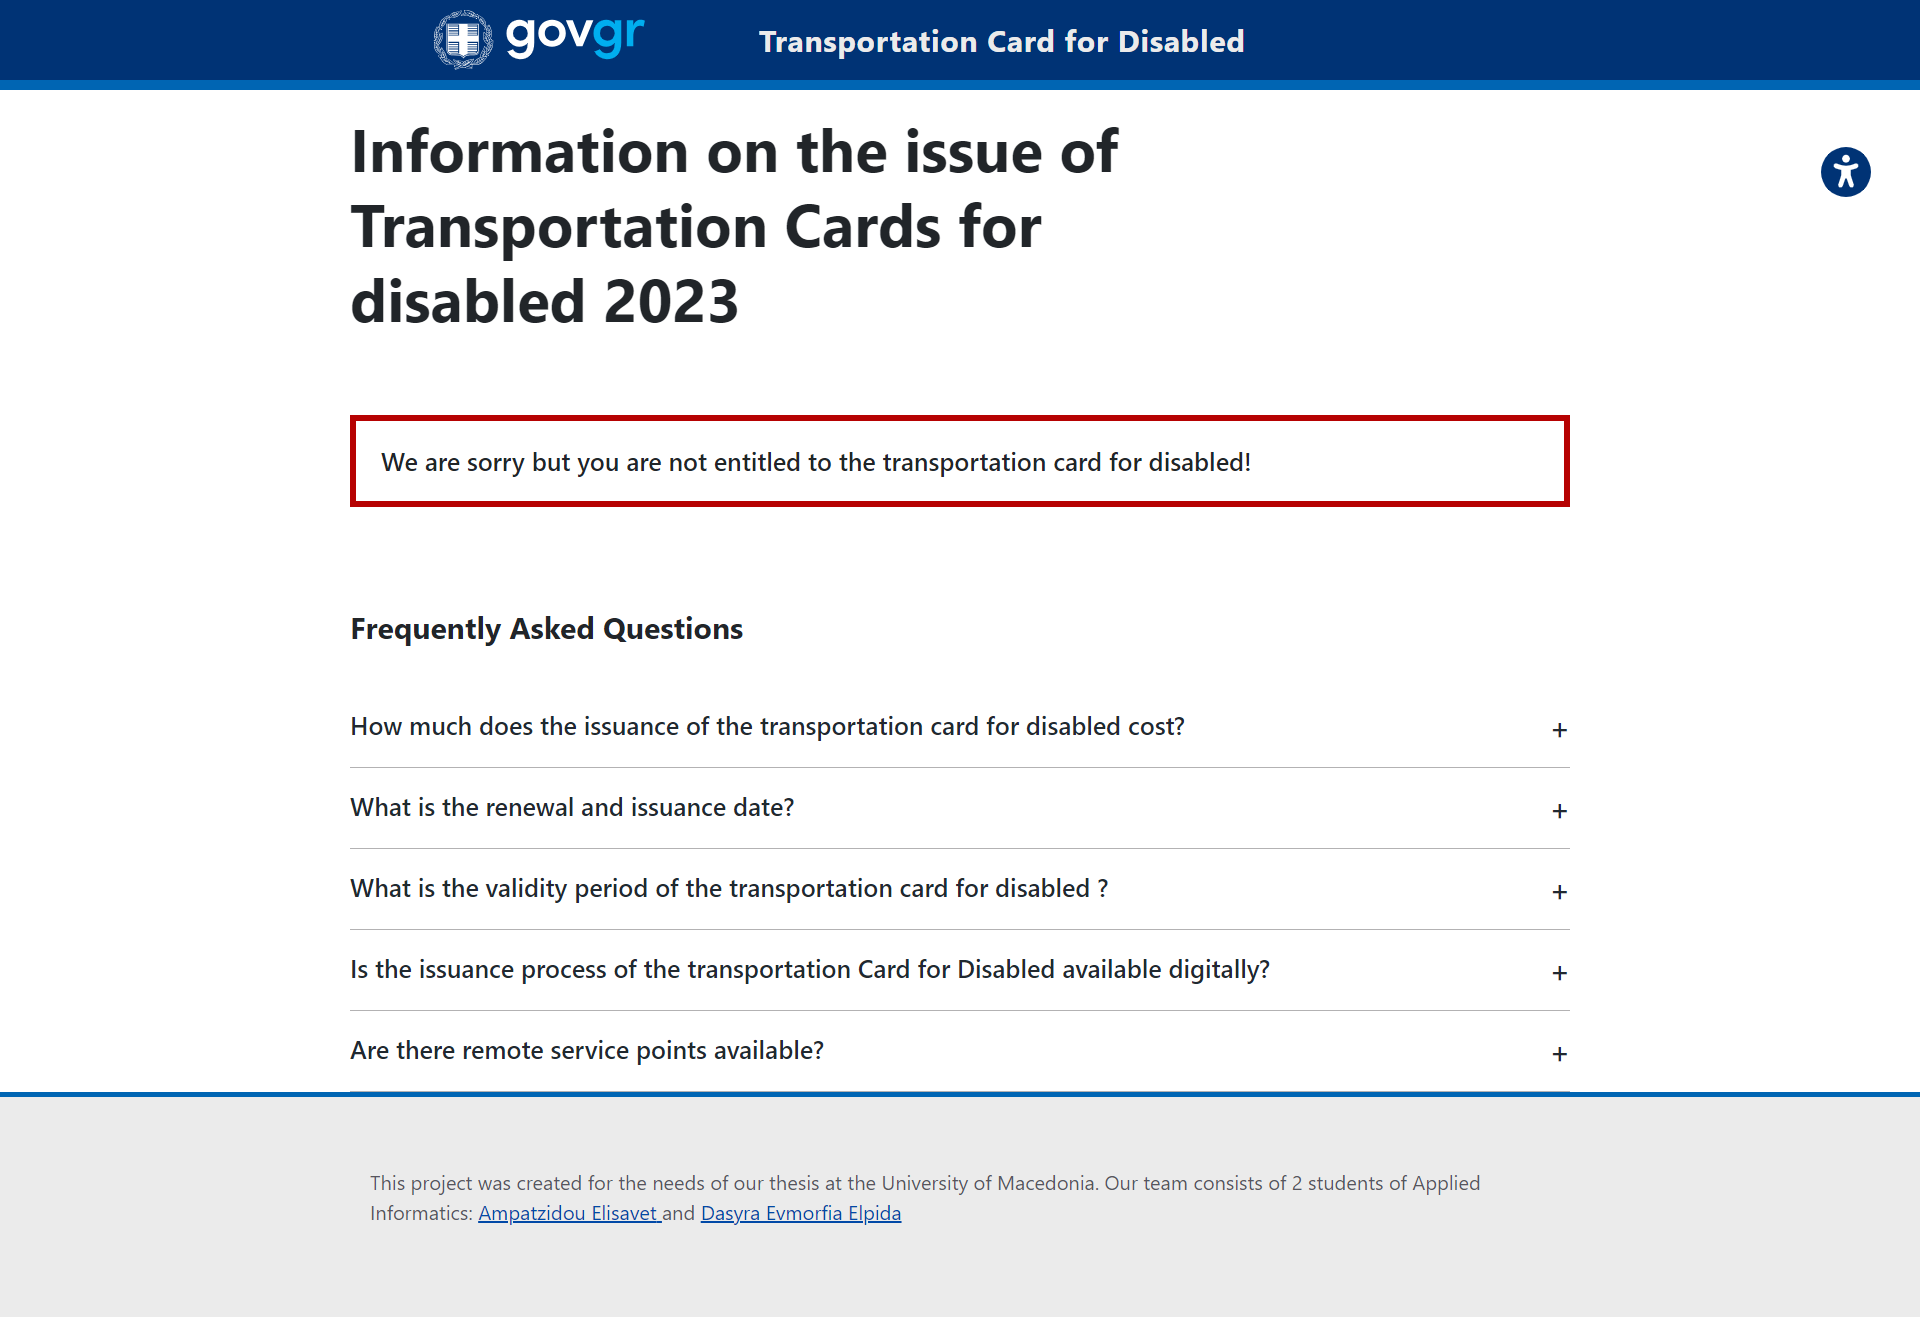 govgr
Transportation Card for Disabled
Information on the issue of
Transportation Cards for
disabled 2023
We are sorry but you are not entitled to the transportation card for disabled!
Frequently Asked Questions
How much does the issuance of the transportation card for disabled cost?
+
What is the renewal and issuance date?
+
What is the validity period of the transportation card for disabled ?
+
Is the issuance process of the transportation Card for Disabled available digitally?
+
Are there remote service points available?
+
This project was created for the needs of our thesis at the University of Macedonia. Our team consists of 2 students of Applied
Informatics: Ampatzidou Elisavet and Dasyra Evmorfia Elpida